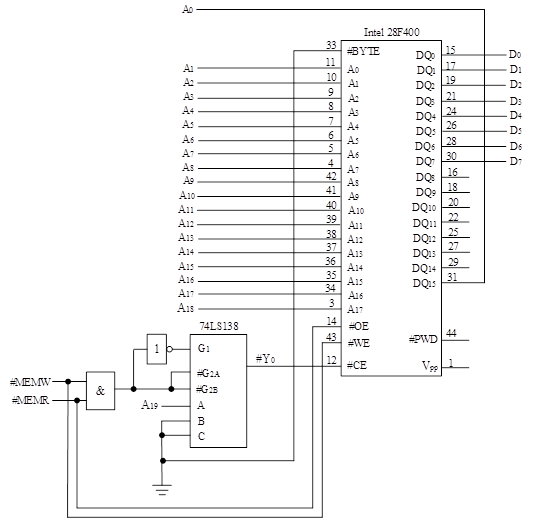 A0
Intel 28F400
33 #BYTE DQ0 15 D0
A1 11 A0 DQ1 17 D1
A2 10 A1 DQ2 19 D2
A3 9 A2 DQ3 21 D3
A4 8 A3 DQ4 24 D4
A5 7 A4 DQ5 26 D5
A6 6 A5 DQ6 28 D6
A7 5 A6 DQ7 30 D7
A8 4 A7 DQ8 16
A9 42 A8 DQ9 18
A10 41 A9 DQ10 20
A11 40 A10 DQ11 22
A12 39 A11 DQ12 25
A13 38 A12 DQ13 27
A14 37 A13 DQ14 29
A15 36 A14 DQ15 31
A16 35 A15
A17 34 A16
A18 3 A17
74LS138 14 #OE #PWD 44
1 G1 43 #WE
#Y0 12 #CE VPP 1
#G2A
#MEMW & #G2B
#MEMR A19 A
B
C